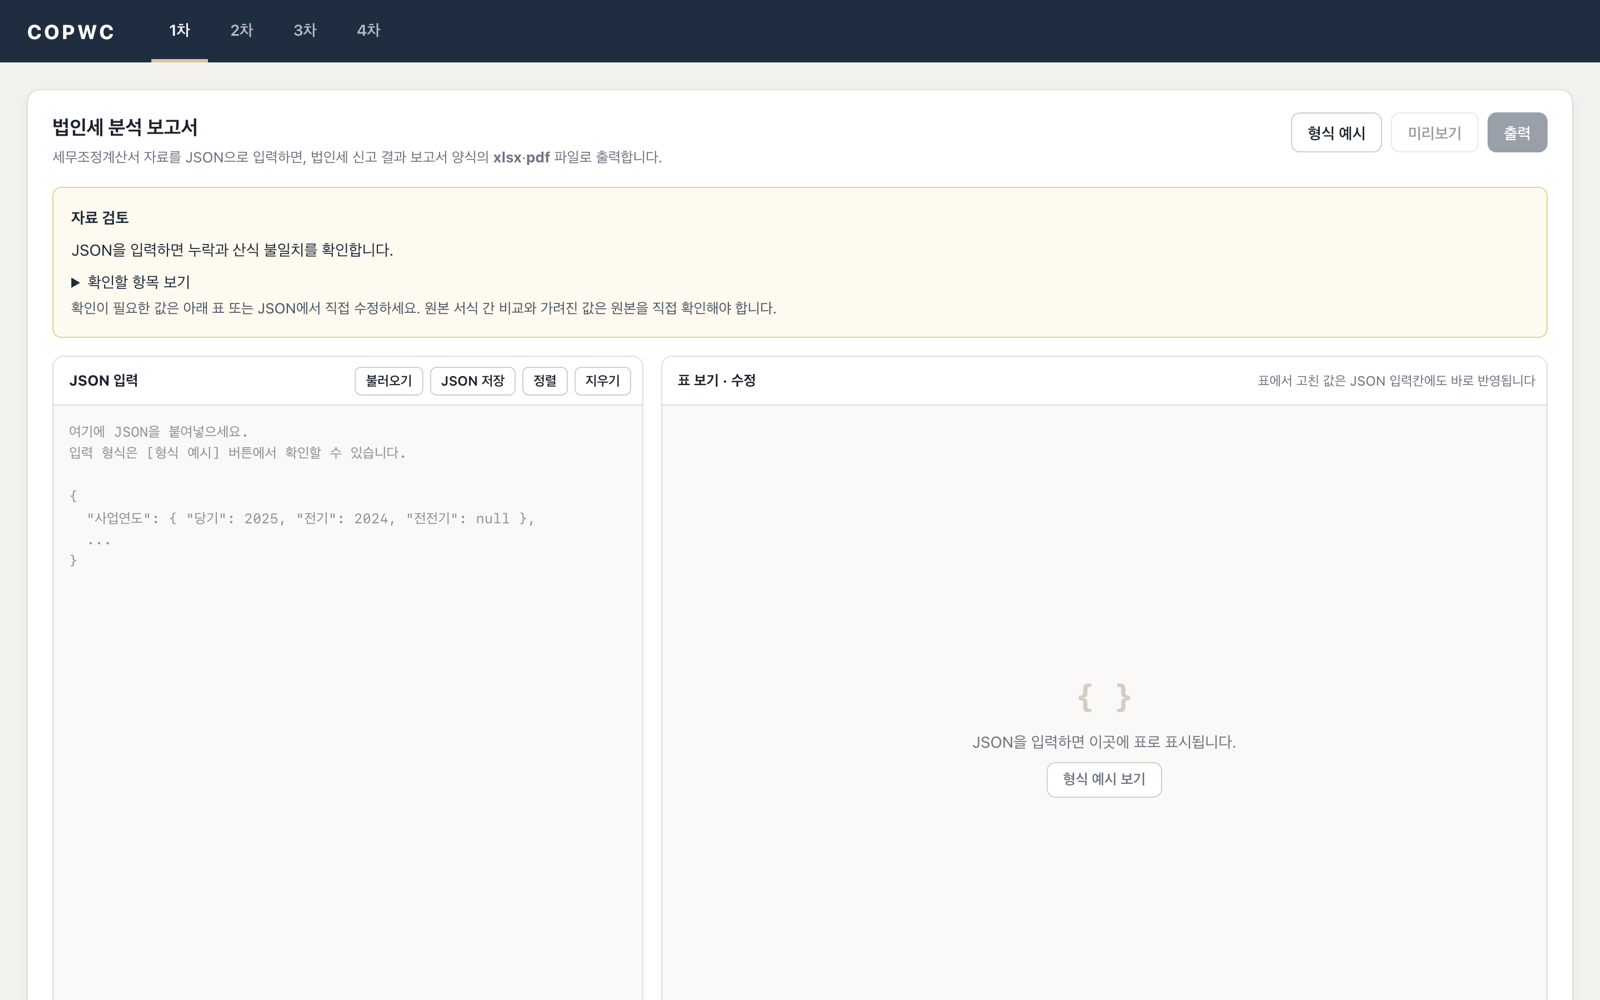 COPWC
1차
2차
3차
4차
법인세 분석 보고서
세무조정계산서 자료를 JSON으로 입력하면, 법인세 신고 결과 보고서 양식의 xlsx·pdf 파일로 출력합니다.
형식 예시
미리보기
출력
자료 검토
JSON을 입력하면 누락과 산식 불일치를 확인합니다.
▶ 확인할 항목 보기
확인이 필요한 값은 아래 표 또는 JSON에서 직접 수정하세요. 원본 서식 간 비교와 가려진 값은 원본을 직접 확인해야 합니다.
JSON 입력
불러오기
JSON 저장
정렬
지우기
여기에 JSON을 붙여넣으세요.
입력 형식은 [형식 예시] 버튼에서 확인할 수 있습니다.
{
"사업연도": { "당기": 2025, "전기": 2024, "전전기": null },
...
}
표 보기 · 수정
표에서 고친 값은 JSON 입력칸에도 바로 반영됩니다
{ }
JSON을 입력하면 이곳에 표로 표시됩니다.
형식 예시 보기